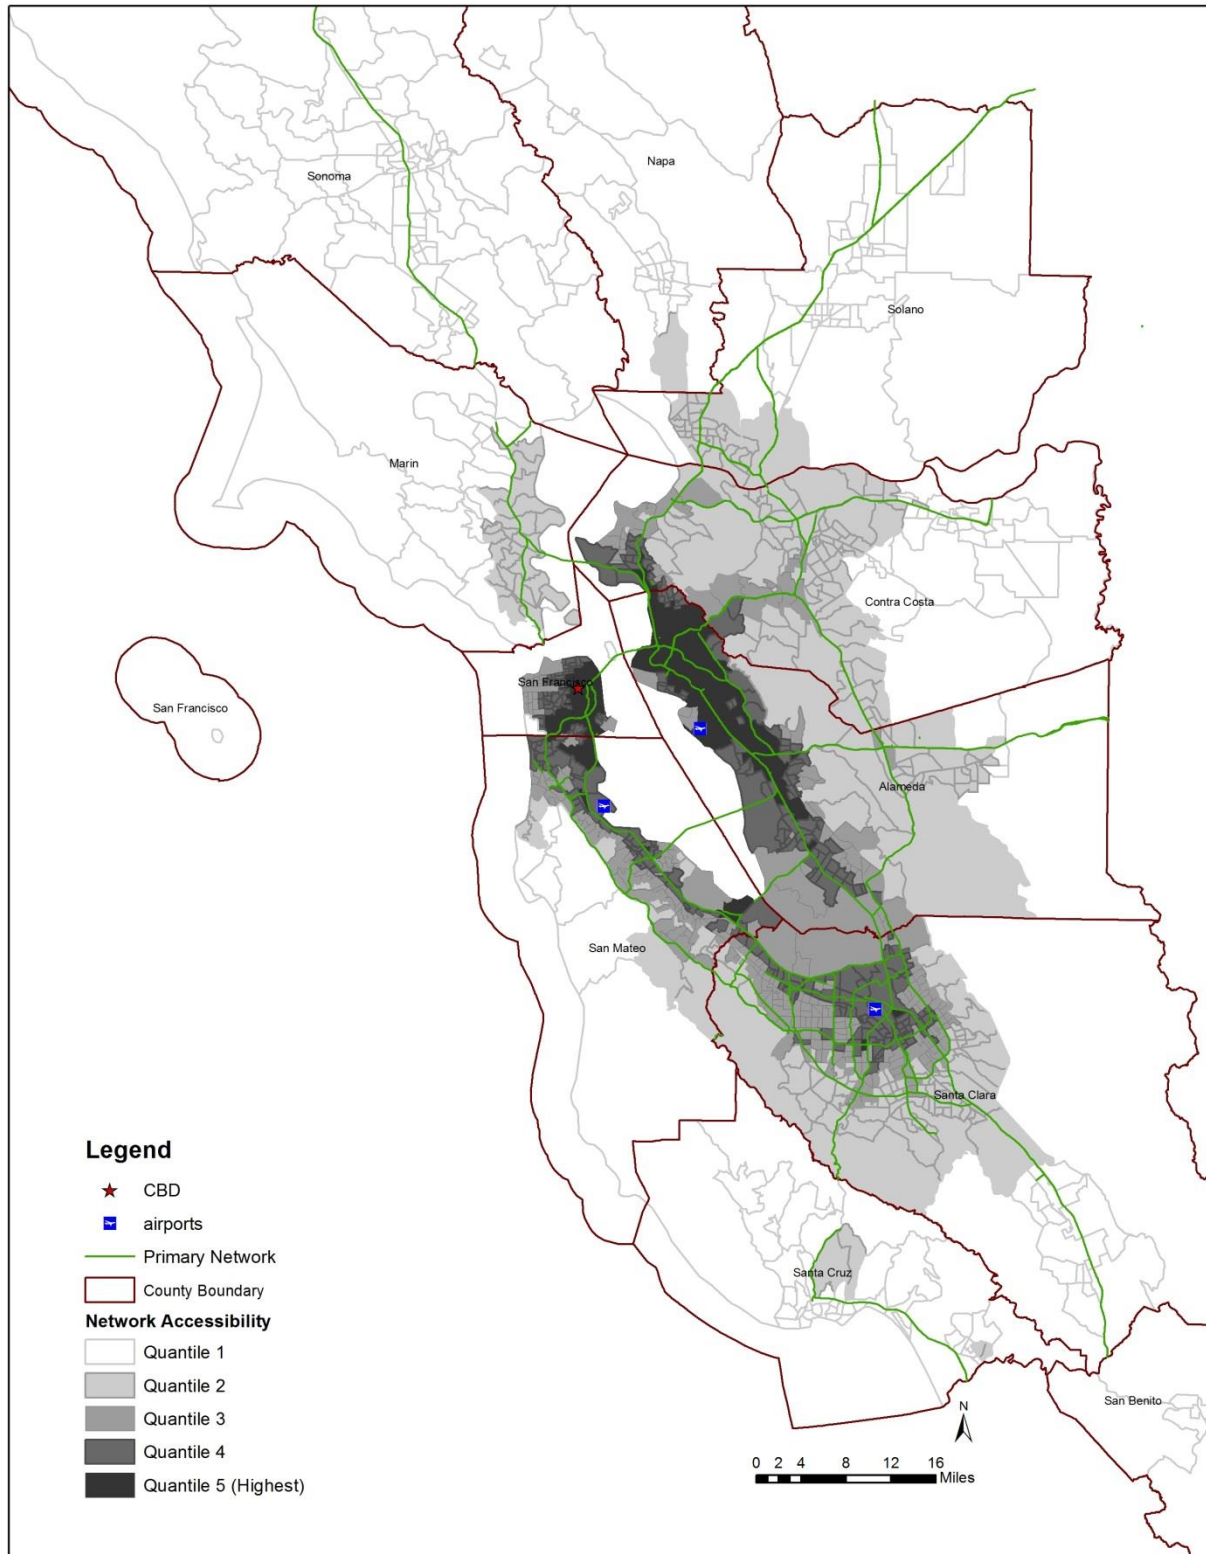 Napa
Sonoma
Solano
Marin
Contra Costa
San Francisco
San Francisco
Alameda
San Mateo
Santa Clara
Santa Cruz
San Benito
N
0 2 4 8 12 16
Miles
Legend
CBD
airports
Primary Network
County Boundary
Network Accessibility
Quantile 1
Quantile 2
Quantile 3
Quantile 4
Quantile 5 (Highest)